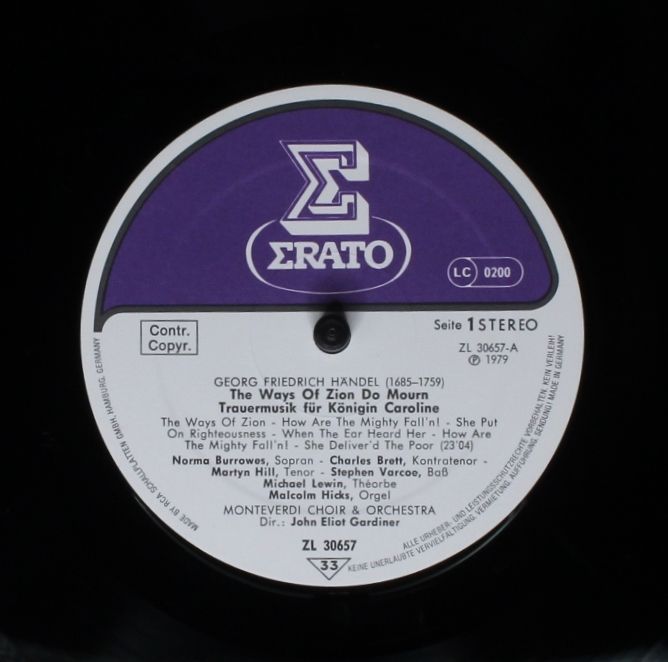 Σ
ΣRATO
LC 0200
Seite 1 STEREO
Contr.
Copyr.
ZL 30657-A
℗ 1979
GEORG FRIEDRICH HÄNDEL (1685–1759)
The Ways Of Zion Do Mourn
Trauermusik für Königin Caroline
The Ways Of Zion - How Are The Mighty Fall'n! - She Put
On Righteousness - When The Ear Heard Her - How Are
The Mighty Fall'n! - She Deliver'd The Poor (23'04)
Norma Burrowes, Sopran - Charles Brett, Kontratenor -
Martyn Hill, Tenor - Stephen Varcoe, Baß
Michael Lewin, Théorbe
Malcolm Hicks, Orgel
MONTEVERDI CHOIR & ORCHESTRA
Dir.: John Eliot Gardiner
ZL 30657
33
MADE BY RCA SCHALLPLATTEN GMBH, HAMBURG, GERMANY
ALLE URHEBER- UND LEISTUNGSSCHUTZRECHTE VORBEHALTEN. KEIN VERLEIH!
KEINE UNERLAUBTE VERVIELFÄLTIGUNG, VERMIETUNG, AUFFÜHRUNG, SENDUNG! MADE IN GERMANY